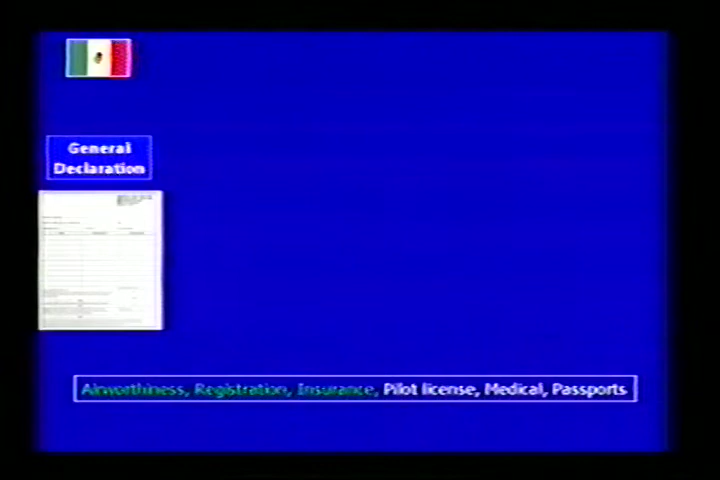 General
Declaration
Airworthiness, Registration, Insurance, Pilot license, Medical, Passports